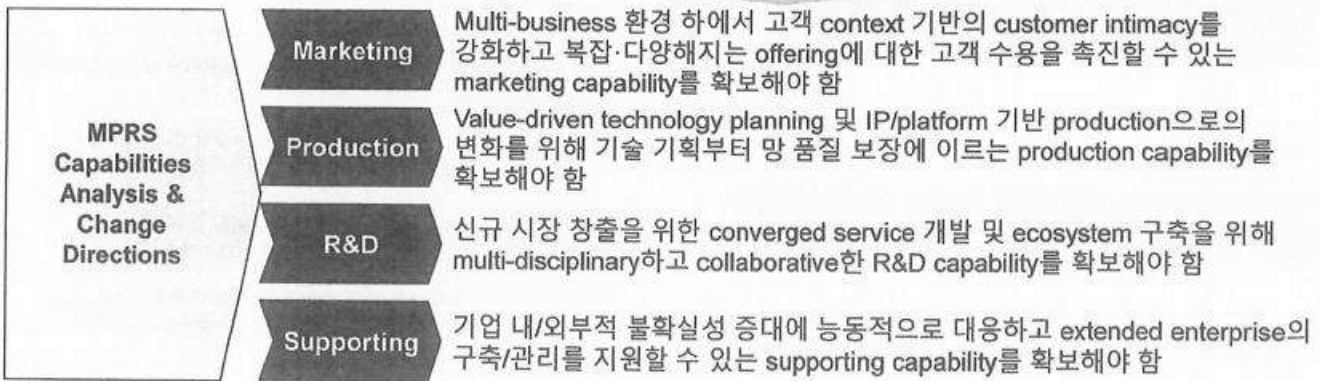 MPRS
Capabilities
Analysis &
Change
Directions
Marketing
Multi-business 환경 하에서 고객 context 기반의 customer intimacy를
강화하고 복잡·다양해지는 offering에 대한 고객 수용을 촉진할 수 있는
marketing capability를 확보해야 함
Production
Value-driven technology planning 및 IP/platform 기반 production으로의
변화를 위해 기술 기획부터 망 품질 보장에 이르는 production capability를
확보해야 함
R&D
신규 시장 창출을 위한 converged service 개발 및 ecosystem 구축을 위해
multi-disciplinary하고 collaborative한 R&D capability를 확보해야 함
Supporting
기업 내/외부적 불확실성 증대에 능동적으로 대응하고 extended enterprise의
구축/관리를 지원할 수 있는 supporting capability를 확보해야 함